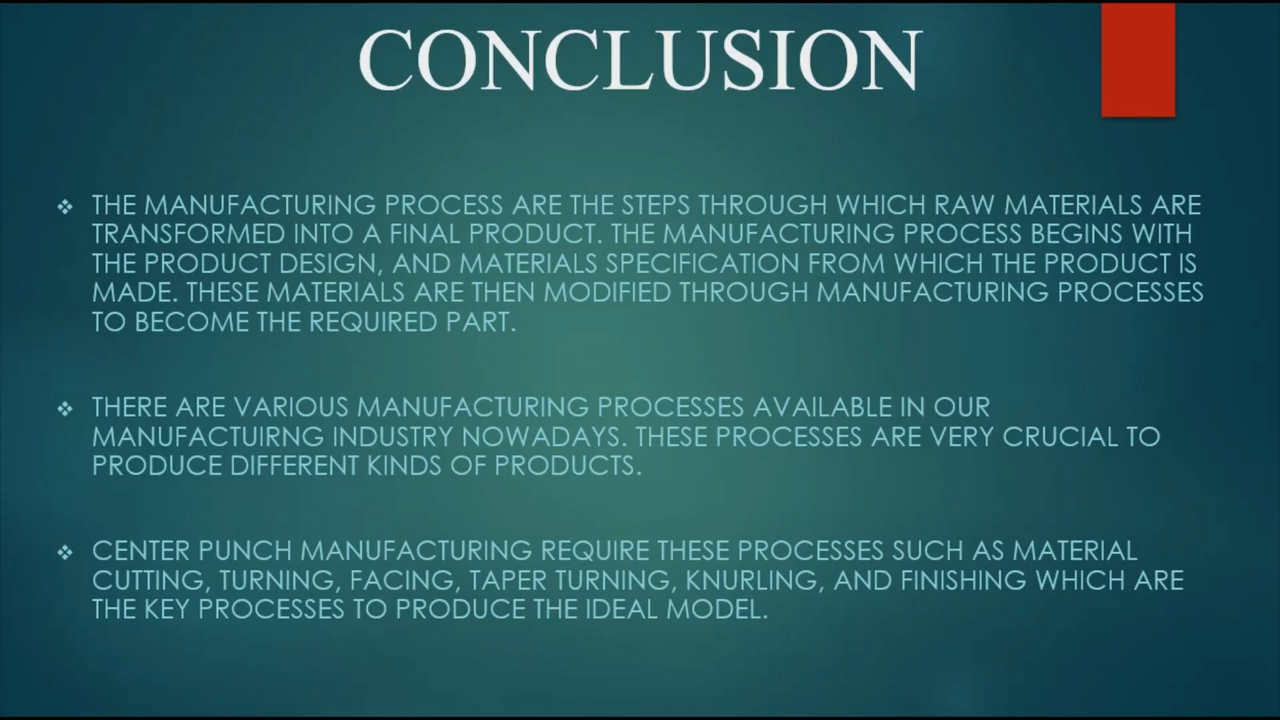 CONCLUSION
❖ THE MANUFACTURING PROCESS ARE THE STEPS THROUGH WHICH RAW MATERIALS ARE
TRANSFORMED INTO A FINAL PRODUCT. THE MANUFACTURING PROCESS BEGINS WITH
THE PRODUCT DESIGN, AND MATERIALS SPECIFICATION FROM WHICH THE PRODUCT IS
MADE. THESE MATERIALS ARE THEN MODIFIED THROUGH MANUFACTURING PROCESSES
TO BECOME THE REQUIRED PART.
❖ THERE ARE VARIOUS MANUFACTURING PROCESSES AVAILABLE IN OUR
MANUFACTUIRNG INDUSTRY NOWADAYS. THESE PROCESSES ARE VERY CRUCIAL TO
PRODUCE DIFFERENT KINDS OF PRODUCTS.
❖ CENTER PUNCH MANUFACTURING REQUIRE THESE PROCESSES SUCH AS MATERIAL
CUTTING, TURNING, FACING, TAPER TURNING, KNURLING, AND FINISHING WHICH ARE
THE KEY PROCESSES TO PRODUCE THE IDEAL MODEL.